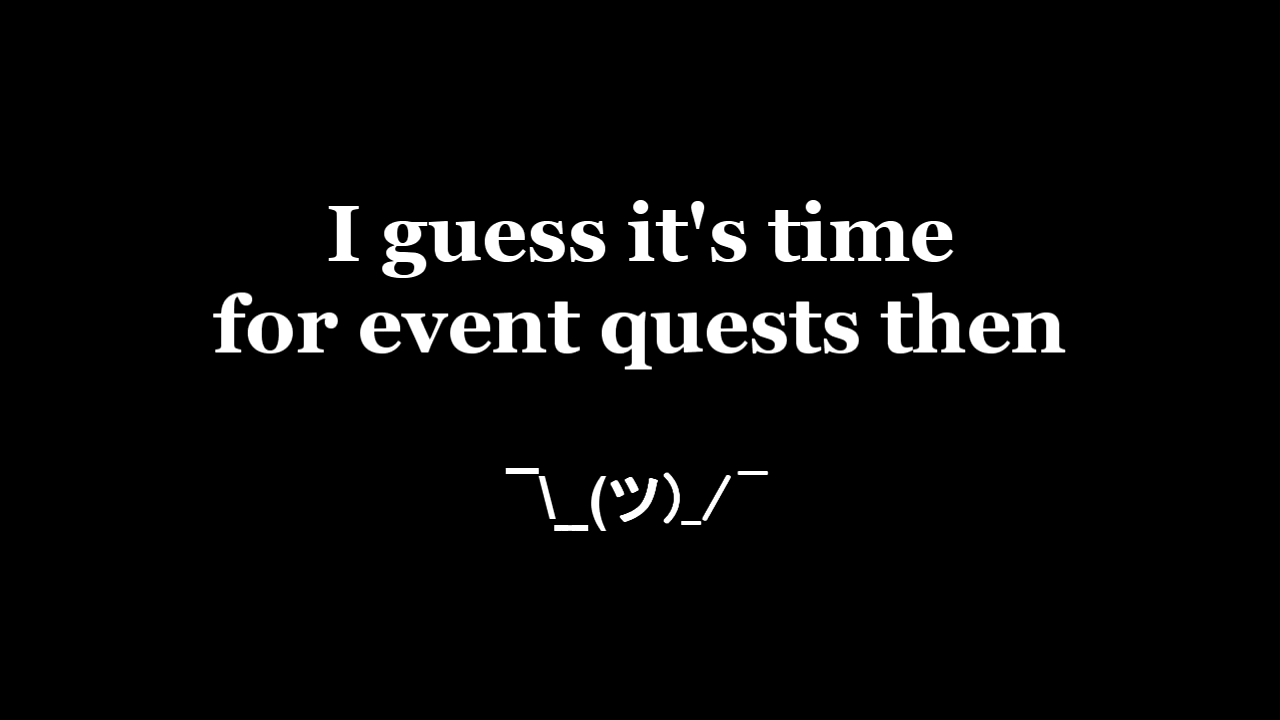 I guess it's time
for event quests then
¯\_(ツ)_/¯